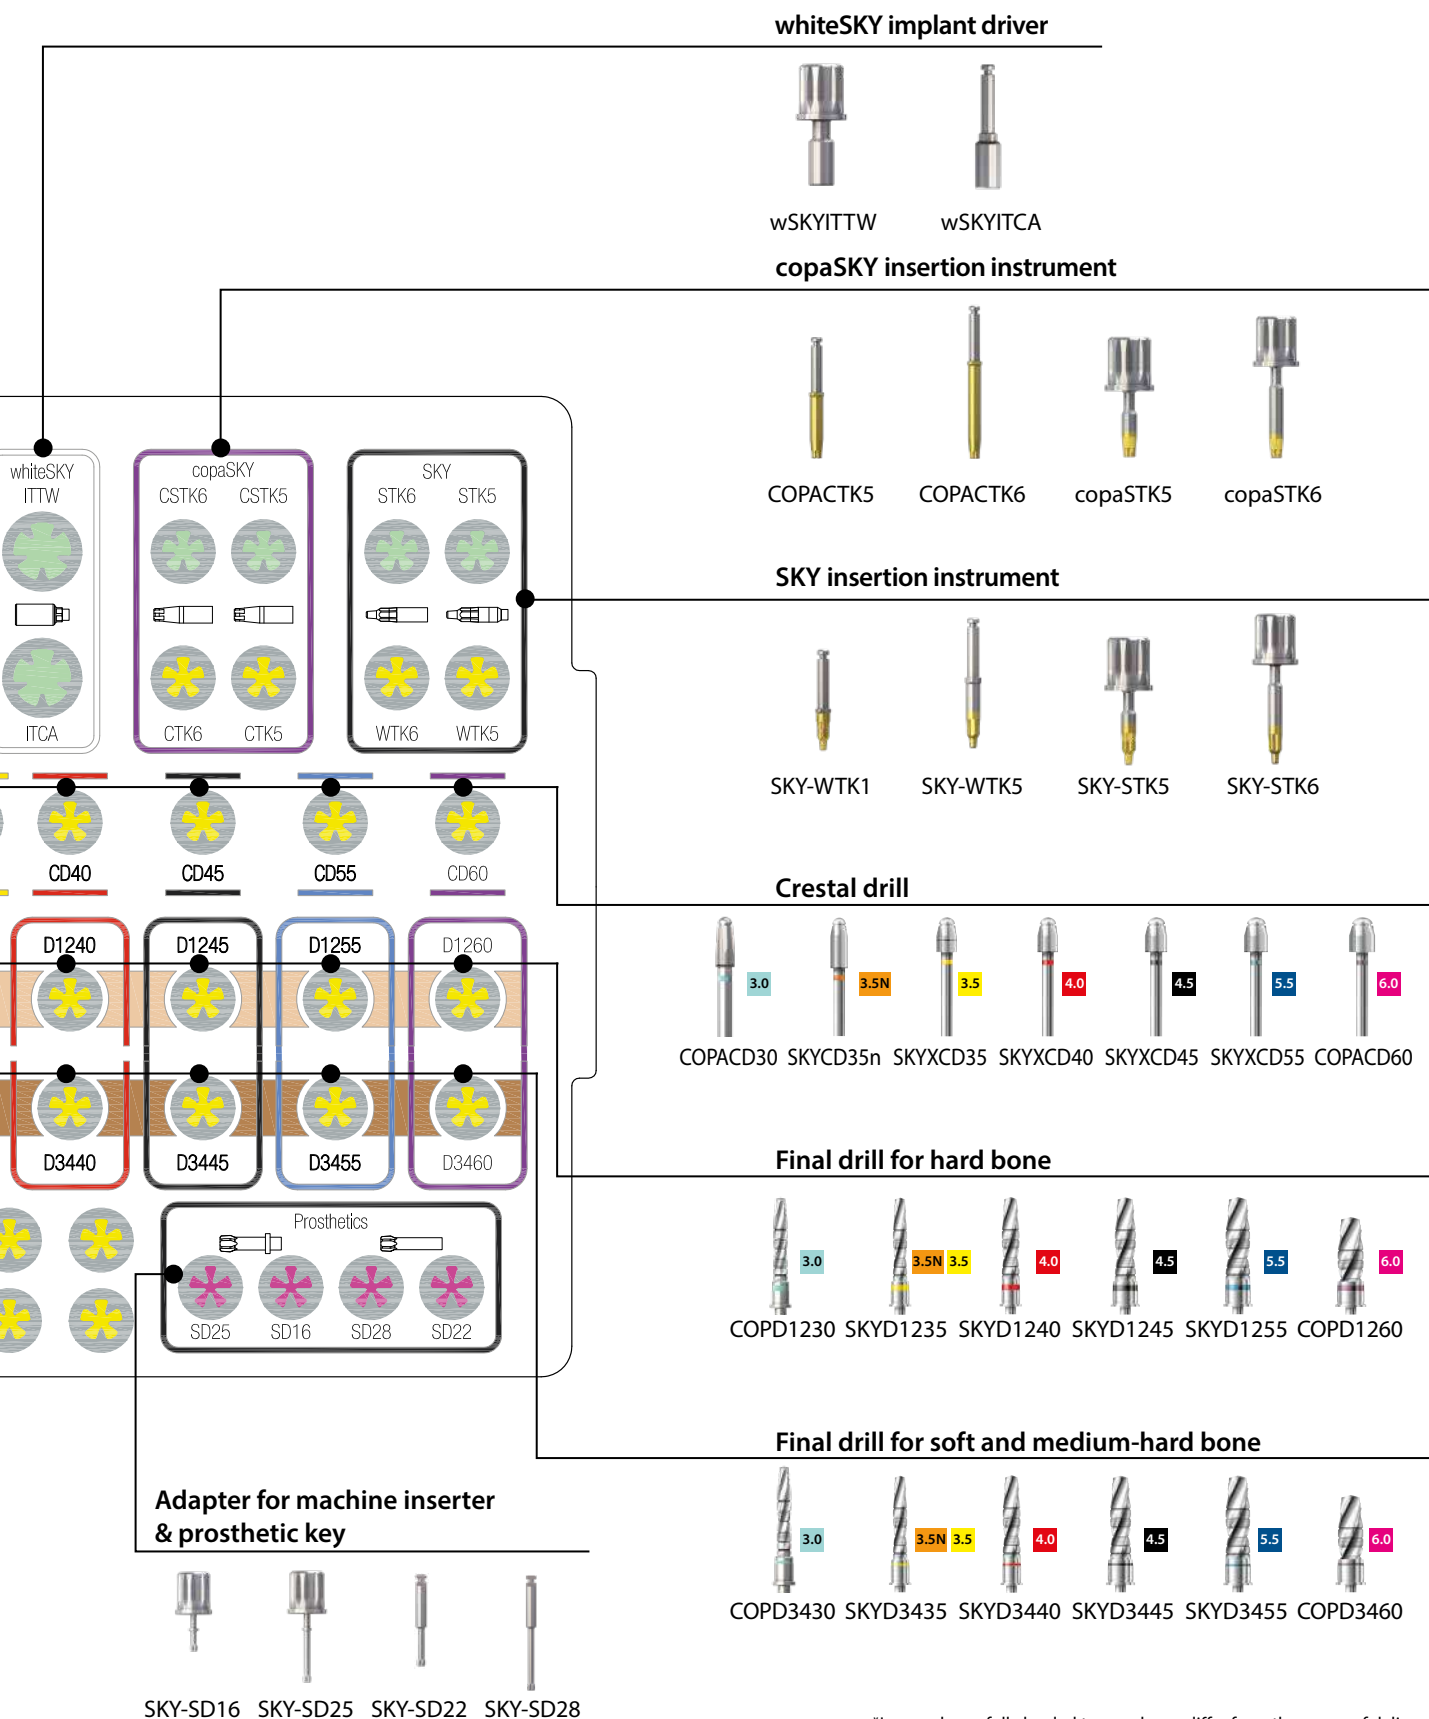 whiteSKY implant driver
wSKYITTW wSKYITCA
copaSKY insertion instrument
COPACTK5 COPACTK6 copaSTK5 copaSTK6
whiteSKY
ITTW
ITCA
copaSKY
CSTK6 CSTK5
CTK6 CTK5
SKY
STK6 STK5
WTK6 WTK5
SKY insertion instrument
SKY-WTK1 SKY-WTK5 SKY-STK5 SKY-STK6
CD40 CD45 CD55 CD60
Crestal drill
3.0 3.5N 3.5 4.0 4.5 5.5 6.0
COPACD30 SKYCD35n SKYXCD35 SKYXCD40 SKYXCD45 SKYXCD55 COPACD60
D1240 D1245 D1255 D1260
D3440 D3445 D3455 D3460
Final drill for hard bone
3.0 3.5N 3.5 4.0 4.5 5.5 6.0
COPD1230 SKYD1235 SKYD1240 SKYD1245 SKYD1255 COPD1260
Prosthetics
SD25 SD16 SD28 SD22
Final drill for soft and medium-hard bone
3.0 3.5N 3.5 4.0 4.5 5.5 6.0
COPD3430 SKYD3435 SKYD3440 SKYD3445 SKYD3455 COPD3460
Adapter for machine inserter
& prosthetic key
SKY-SD16 SKY-SD25 SKY-SD22 SKY-SD28